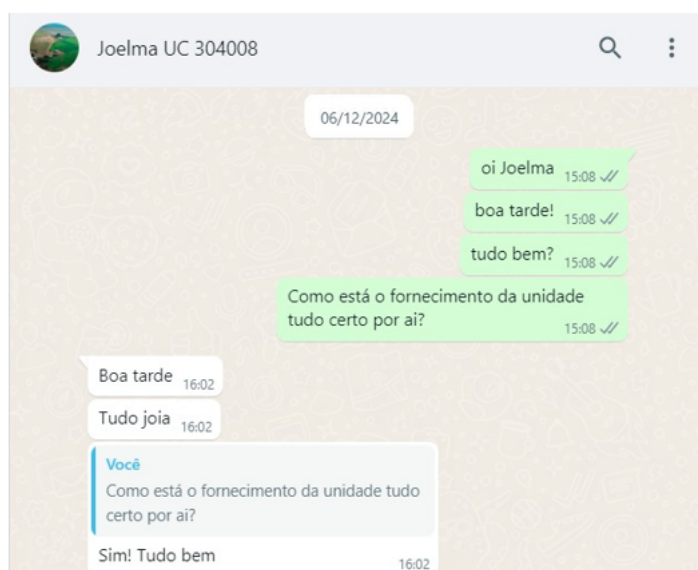 Joelma UC 304008
06/12/2024
oi Joelma 15:08
boa tarde! 15:08
tudo bem? 15:08
Como está o fornecimento da unidade
tudo certo por ai? 15:08
Boa tarde 16:02
Tudo joia 16:02
Você
Como está o fornecimento da unidade tudo
certo por ai?
Sim! Tudo bem 16:02